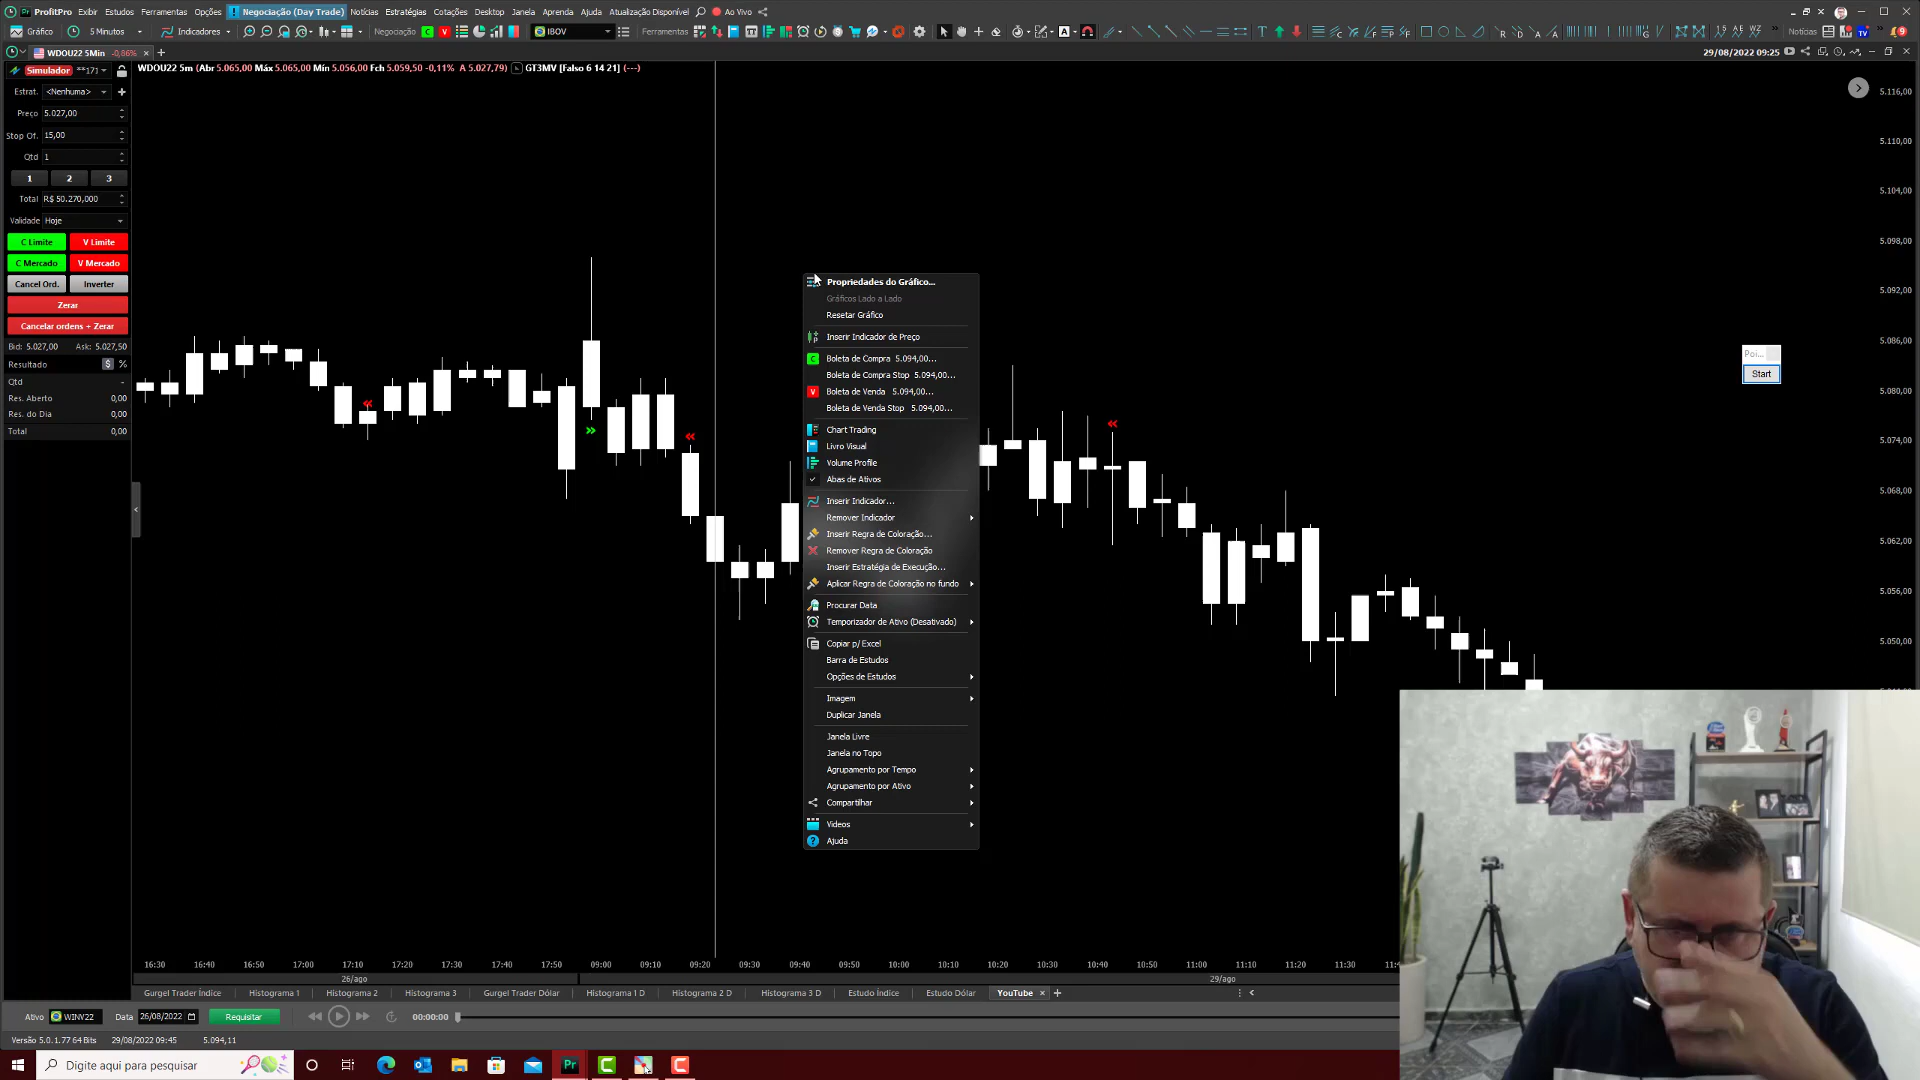 ProfitPro Exibir Estudos Ferramentas Opções ! Negociação (Day Trade) Notícias Estratégias Cotações Desktop Janela Aprenda Ajuda Atualização Disponível Ao Vivo
Gráfico 5 Minutos Indicadores Negociação C V IBOV Ferramentas Notícias
WDOU22 5Min -0,86% 29/08/2022 09:25
Simulador **171
WDOU22 5m (Abr 5.065,00 Máx 5.065,00 Mín 5.056,00 Fch 5.059,50 -0,11% A 5.027,79) GT3MV [Falso 6 14 21] (---)
Estrat. <Nenhuma>
Preço 5.027,00
Stop Of. 15,00
Qtd 1
1 2 3
Total R$ 50.270,000
Validade Hoje
C Limite V Limite
C Mercado V Mercado
Cancel Ord. Inverter
Zerar
Cancelar ordens + Zerar
Bid: 5.027,00 Ask: 5.027,50
Resultado $ %
Qtd -
Res. Aberto 0,00
Res. do Dia 0,00
Total 0,00
Propriedades do Gráfico...
Gráficos Lado a Lado
Resetar Gráfico
Inserir Indicador de Preço
Boleta de Compra 5.094,00...
Boleta de Compra Stop 5.094,00...
Boleta de Venda 5.094,00...
Boleta de Venda Stop 5.094,00...
Chart Trading
Livro Visual
Volume Profile
Abas de Ativos
Inserir Indicador...
Remover Indicador
Inserir Regra de Coloração...
Remover Regra de Coloração
Inserir Estratégia de Execução...
Aplicar Regra de Coloração no fundo
Procurar Data
Temporizador de Ativo (Desativado)
Copiar p/ Excel
Barra de Estudos
Opções de Estudos
Imagem
Duplicar Janela
Janela Livre
Janela no Topo
Agrupamento por Tempo
Agrupamento por Ativo
Compartilhar
Videos
Ajuda
5.116,00
5.110,00
5.104,00
5.098,00
5.092,00
5.086,00
5.080,00
5.074,00
5.068,00
5.062,00
5.056,00
5.050,00
Poi...
Start
16:30 16:40 16:50 17:00 17:10 17:20 17:30 17:40 17:50 09:00 09:10 09:20 09:30 09:40 09:50 10:00 10:10 10:20 10:30 10:40 10:50 11:00 11:10 11:20 11:30
26/ago 29/ago
Gurgel Trader Índice Histograma 1 Histograma 2 Histograma 3 Gurgel Trader Dólar Histograma 1 D Histograma 2 D Histograma 3 D Estudo Índice Estudo Dólar YouTube
Ativo WINV22 Data 26/08/2022 Requisitar 00:00:00
Versão 5.0.1.77 64 Bits 29/08/2022 09:45 5.094,11
Digite aqui para pesquisar